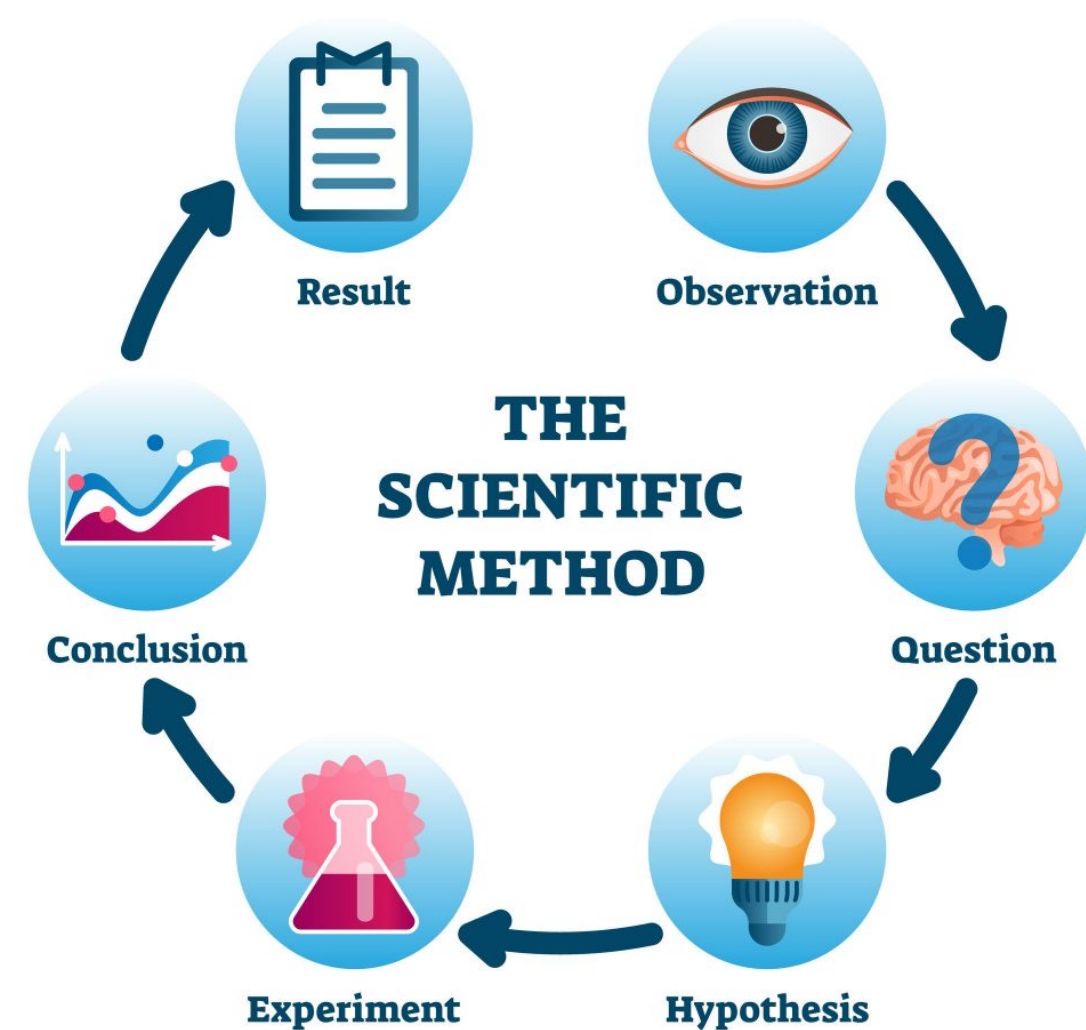 Result
Observation
THE
SCIENTIFIC
METHOD
Conclusion
Question
Experiment
Hypothesis